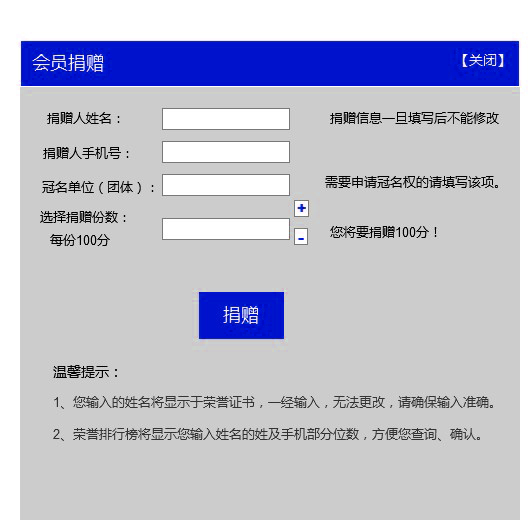 会员捐赠 【关闭】
捐赠人姓名： 捐赠信息一旦填写后不能修改
捐赠人手机号：
冠名单位（团体）： 需要申请冠名权的请填写该项。
选择捐赠份数： +
每份100分 - 您将要捐赠100分！
捐赠
温馨提示：
1、您输入的姓名将显示于荣誉证书，一经输入，无法更改，请确保输入准确。
2、荣誉排行榜将显示您输入姓名的姓及手机部分位数，方便您查询、确认。